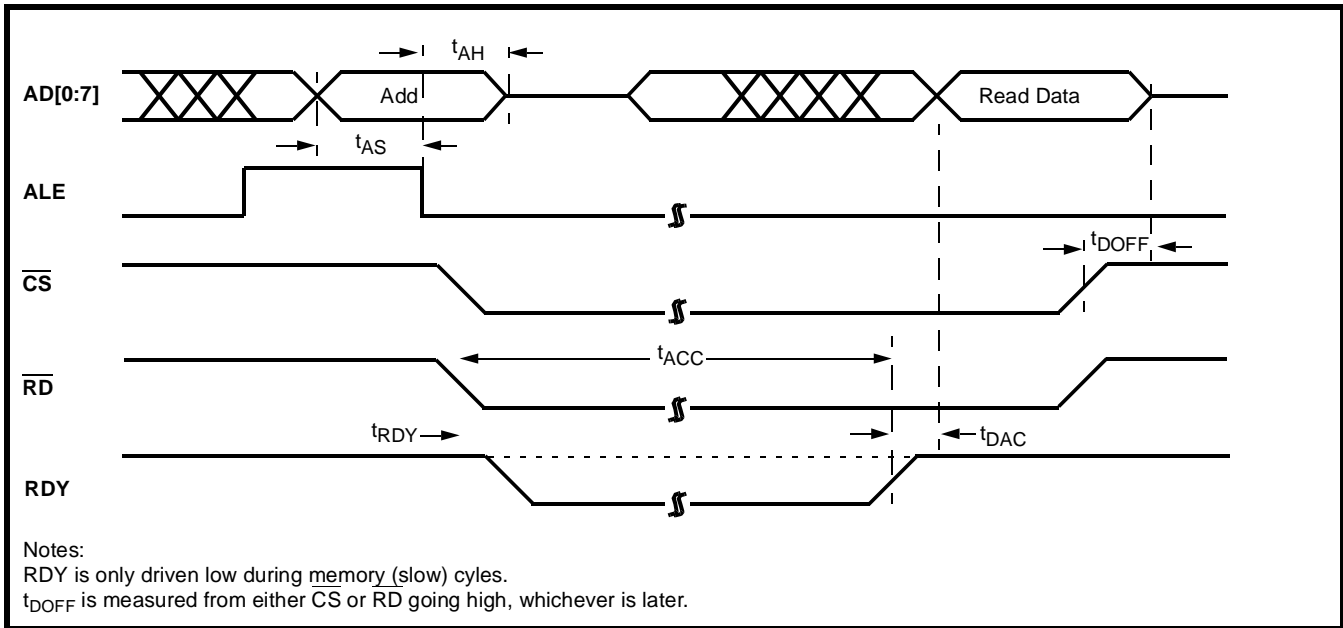 tAH
AD[0:7]
Add
Read Data
tAS
ALE
tDOFF
CS
tACC
RD
tRDY
tDAC
RDY
Notes:
RDY is only driven low during memory (slow) cyles.
tDOFF is measured from either CS or RD going high, whichever is later.